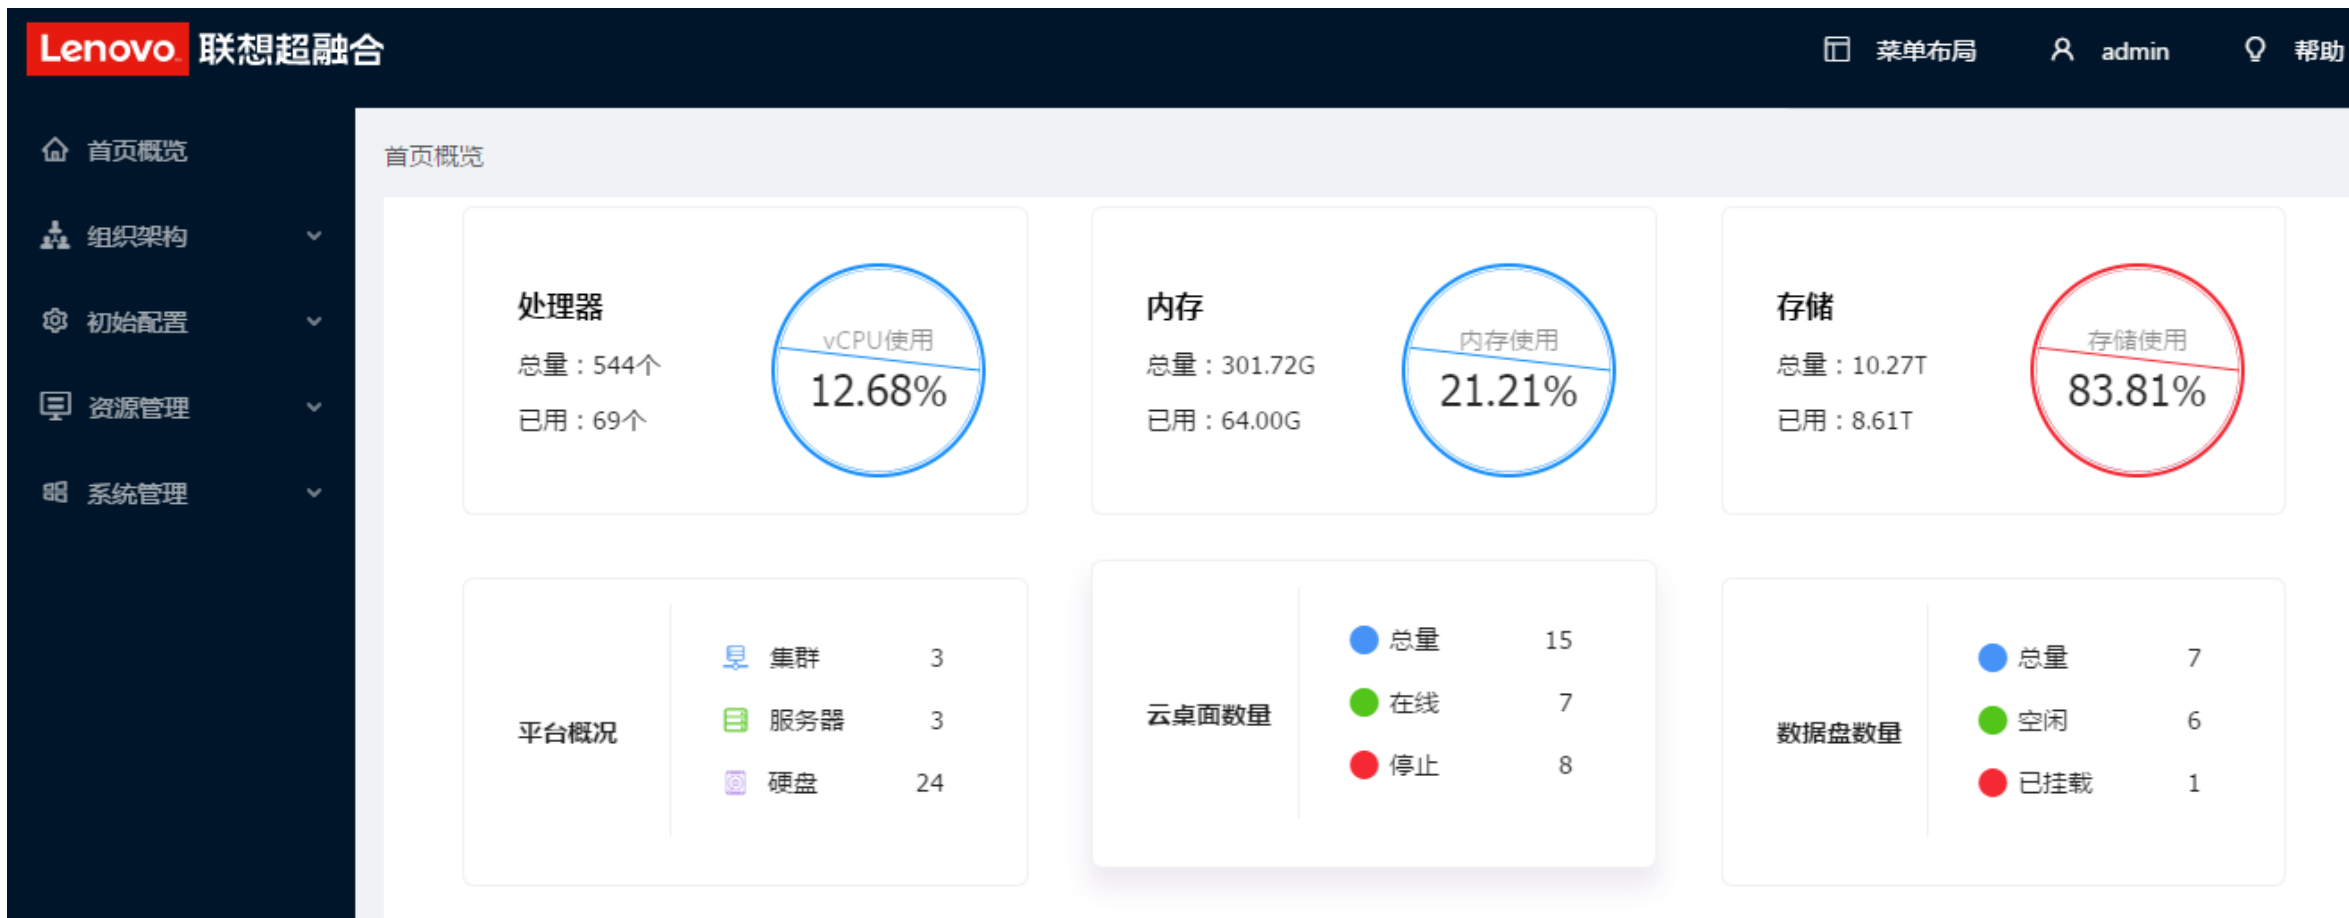 Lenovo 联想超融合
菜单布局
admin
帮助
首页概览
组织架构
初始配置
资源管理
系统管理
首页概览
处理器
总量：544个
已用：69个
vCPU使用
12.68%
内存
总量：301.72G
已用：64.00G
内存使用
21.21%
存储
总量：10.27T
已用：8.61T
存储使用
83.81%
平台概况
集群 3
服务器 3
硬盘 24
云桌面数量
总量 15
在线 7
停止 8
数据盘数量
总量 7
空闲 6
已挂载 1